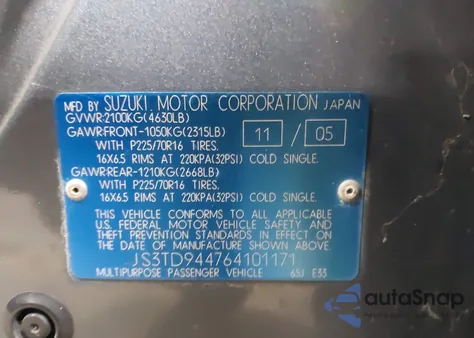 MFD BY SUZUKI MOTOR CORPORATION JAPAN
GVWR-2100KG(4630LB)
GAWR-FRONT-1050KG(2315LB) 11 / 05
WITH P225/70R16 TIRES.
16X6.5 RIMS AT 220KPA(32PSI) COLD SINGLE.
GAWR-REAR-1210KG(2668LB)
WITH P225/70R16 TIRES.
16X6.5 RIMS AT 220KPA(32PSI) COLD SINGLE.
THIS VEHICLE CONFORMS TO ALL APPLICABLE
U.S. FEDERAL MOTOR VEHICLE SAFETY AND
THEFT PREVENTION STANDARDS IN EFFECT ON
THE DATE OF MANUFACTURE SHOWN ABOVE.
JS3TD944764101171
MULTIPURPOSE PASSENGER VEHICLE 65J E33
autoSnap